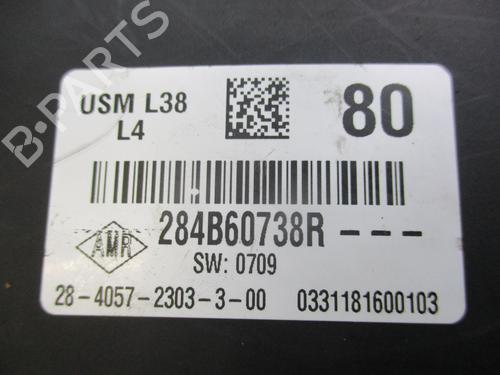 USM L38
L4
80
284B60738R---
AMR
SW: 0709
28-4057-2303-3-00 0331181600103
B-PARTS